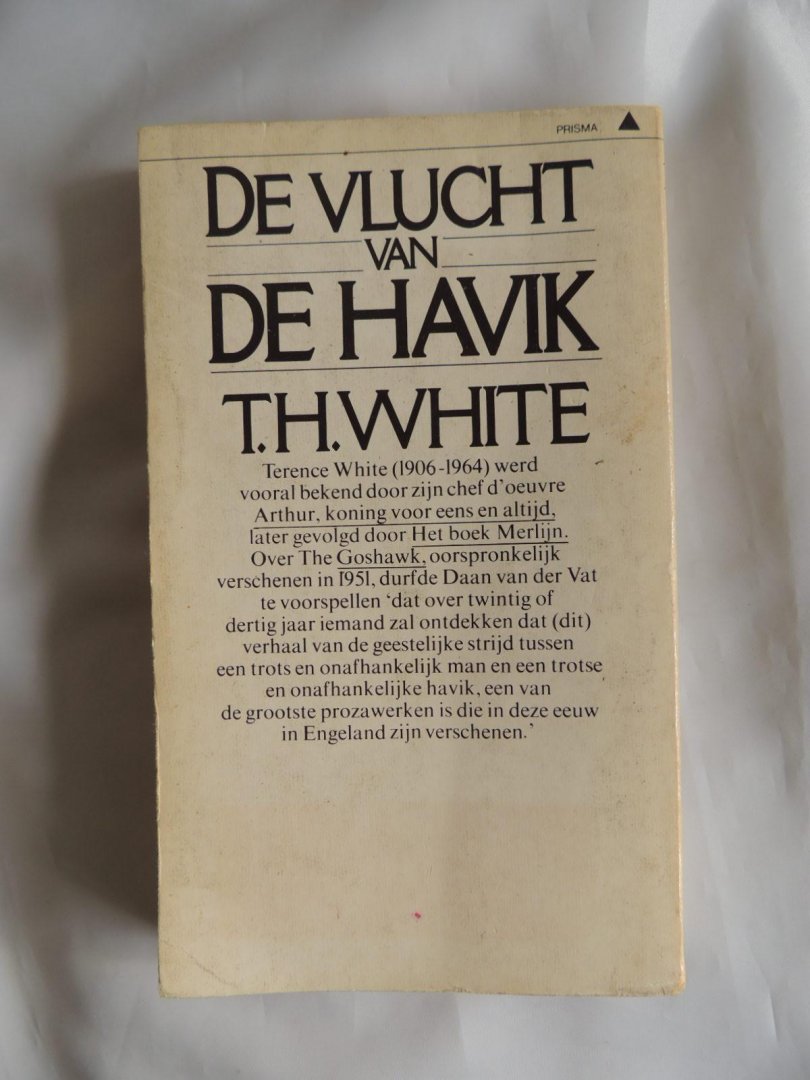 PRISMA
DE VLUCHT
VAN
DE HAVIK
T.H.WHITE
Terence White (1906-1964) werd
vooral bekend door zijn chef d'oeuvre
Arthur, koning voor eens en altijd,
later gevolgd door Het boek Merlijn.
Over The Goshawk, oorspronkelijk
verschenen in 1951, durfde Daan van der Vat
te voorspellen ‘dat over twintig of
dertig jaar iemand zal ontdekken dat (dit)
verhaal van de geestelijke strijd tussen
een trots en onafhankelijk man en een trotse
en onafhankelijke havik, een van
de grootste prozawerken is die in deze eeuw
in Engeland zijn verschenen.’